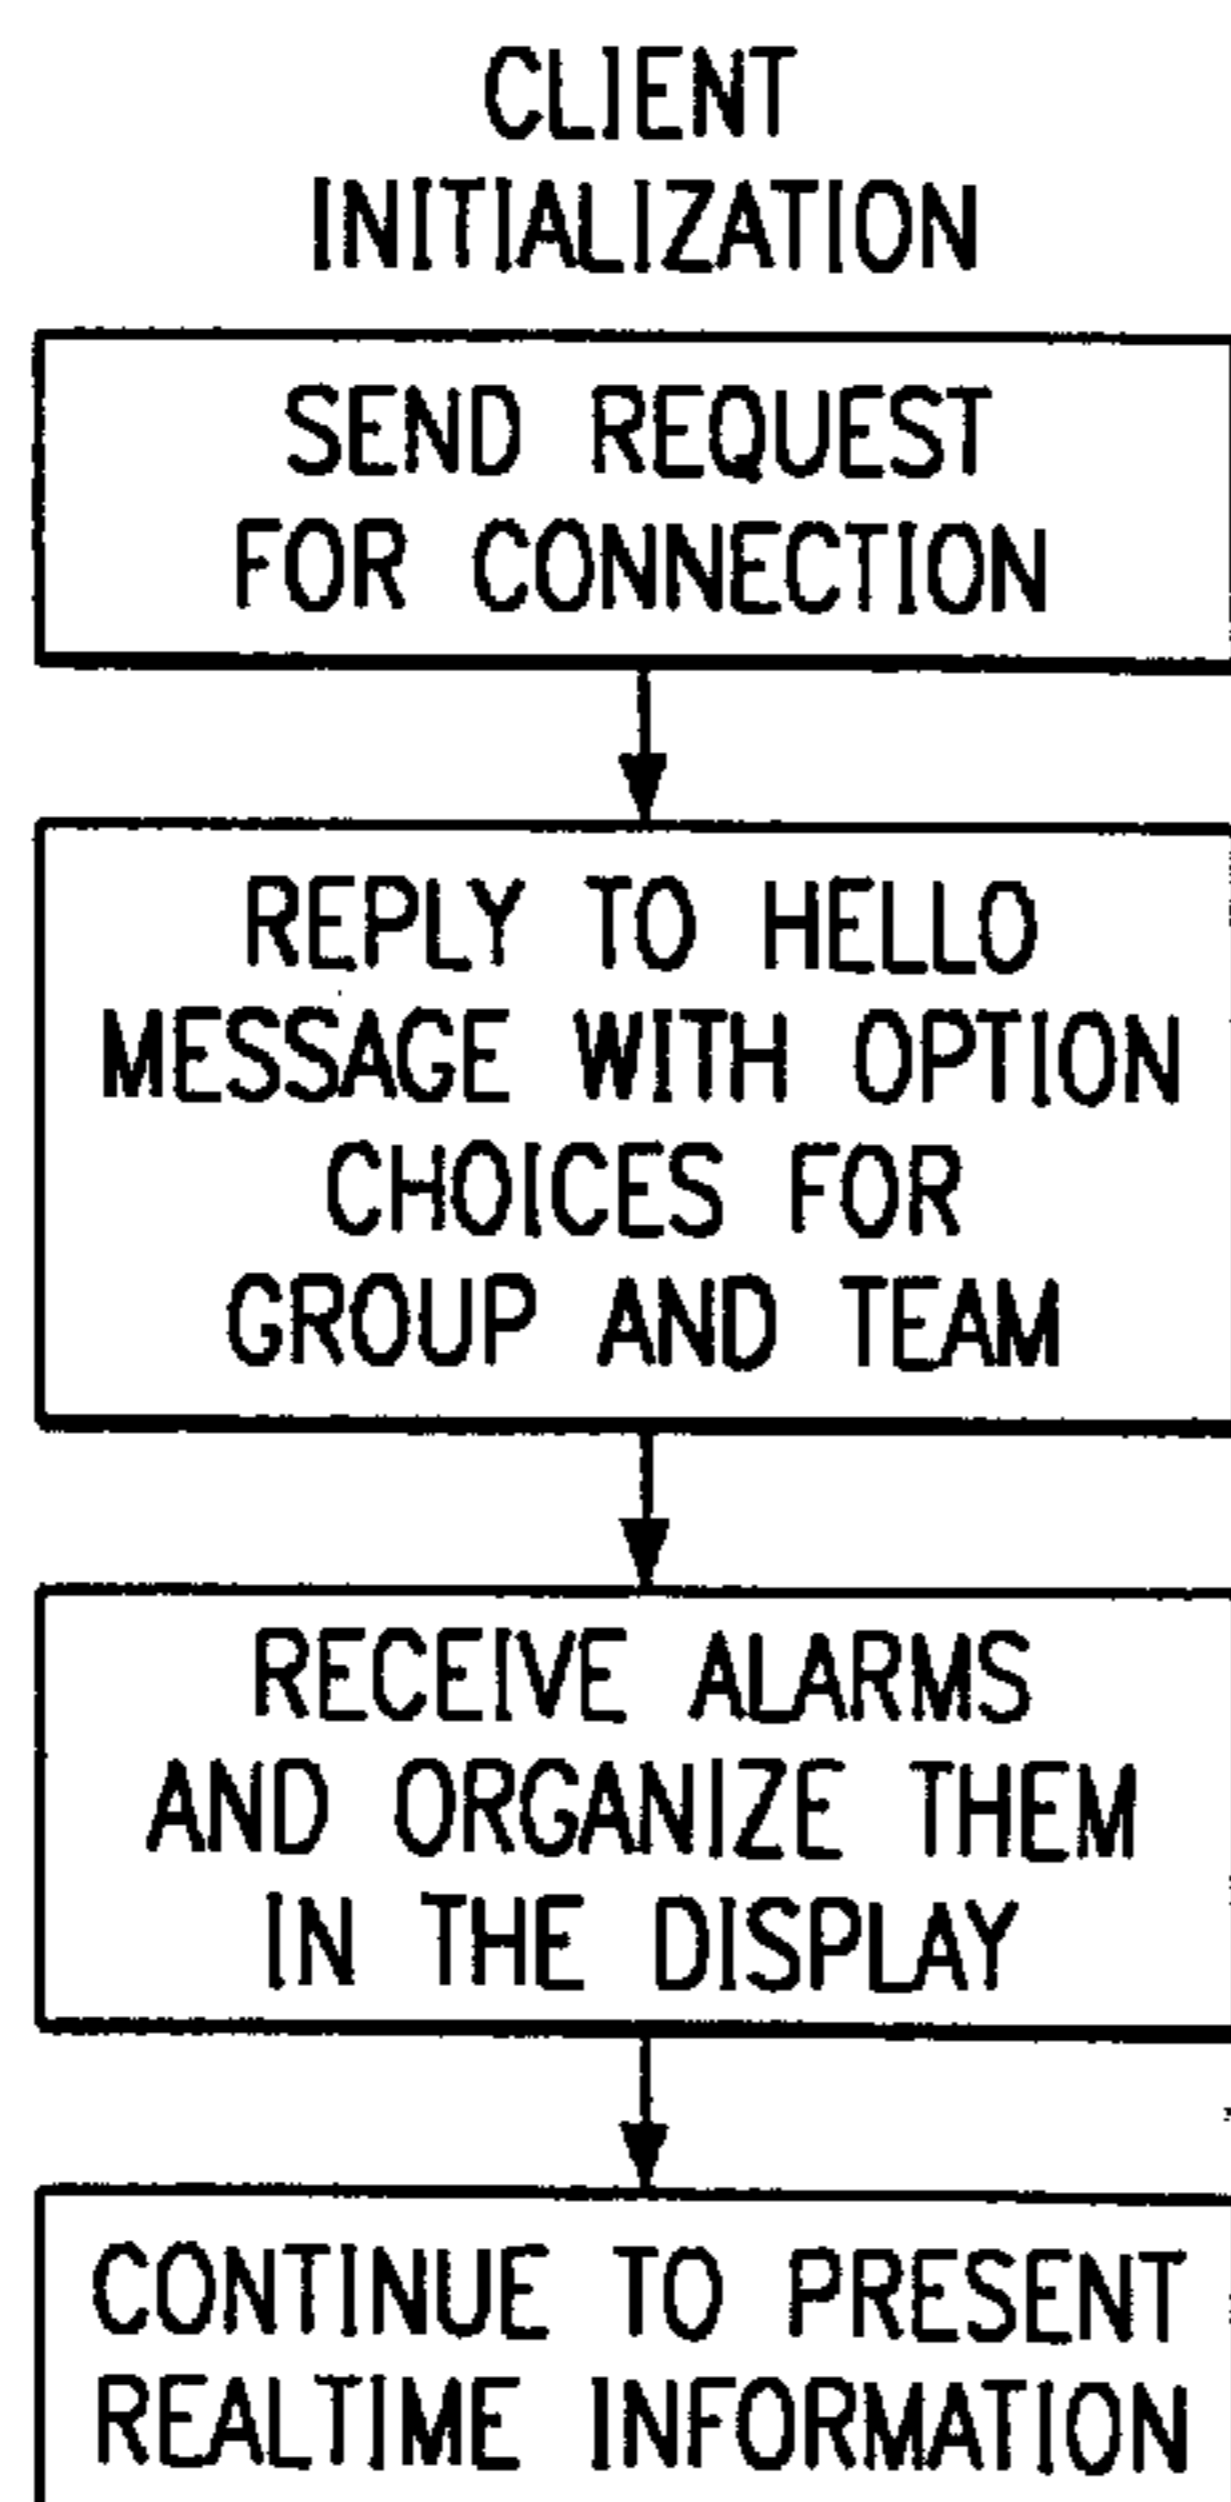 CLIENT
INITIALIZATION
SEND REQUEST
FOR CONNECTION
REPLY TO HELLO
MESSAGE WITH OPTION
CHOICES FOR
GROUP AND TEAM
RECEIVE ALARMS
AND ORGANIZE THEM
IN THE DISPLAY
CONTINUE TO PRESENT
REALTIME INFORMATION